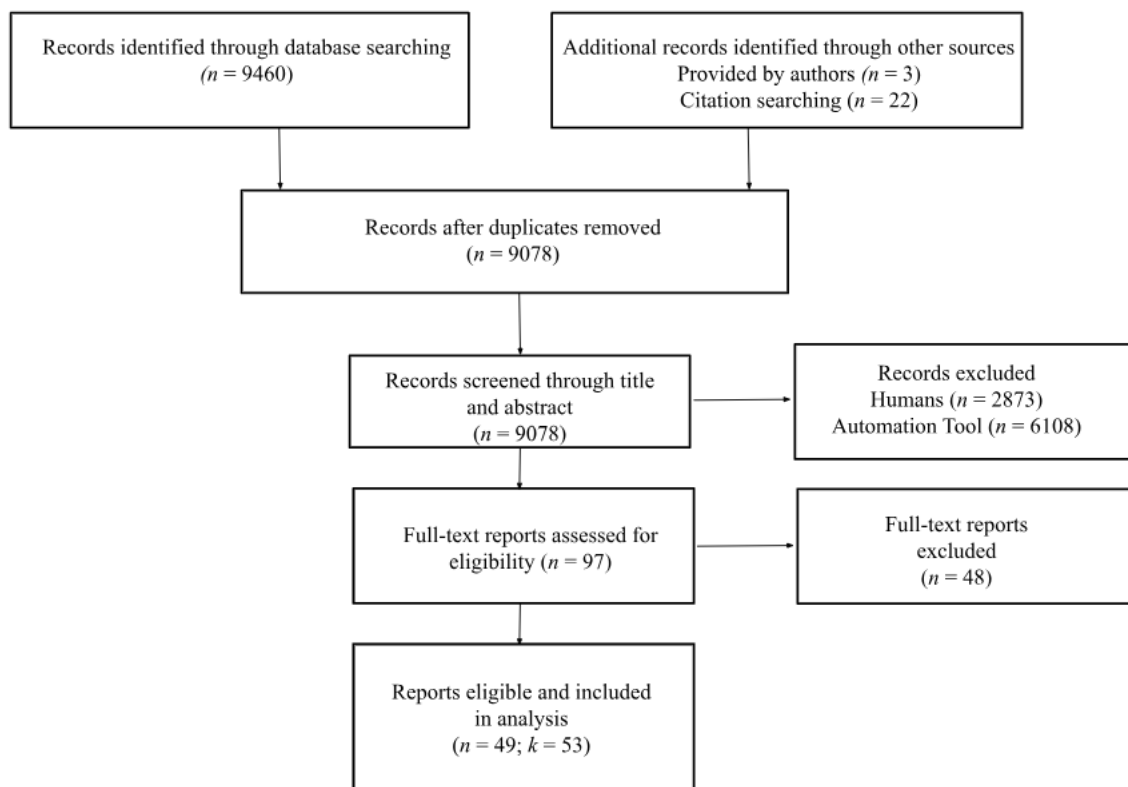 Records identified through database searching
(n = 9460)
Additional records identified through other sources
Provided by authors (n = 3)
Citation searching (n = 22)
Records after duplicates removed
(n = 9078)
Records screened through title
and abstract
(n = 9078)
Records excluded
Humans (n = 2873)
Automation Tool (n = 6108)
Full-text reports assessed for
eligibility (n = 97)
Full-text reports
excluded
(n = 48)
Reports eligible and included
in analysis
(n = 49; k = 53)